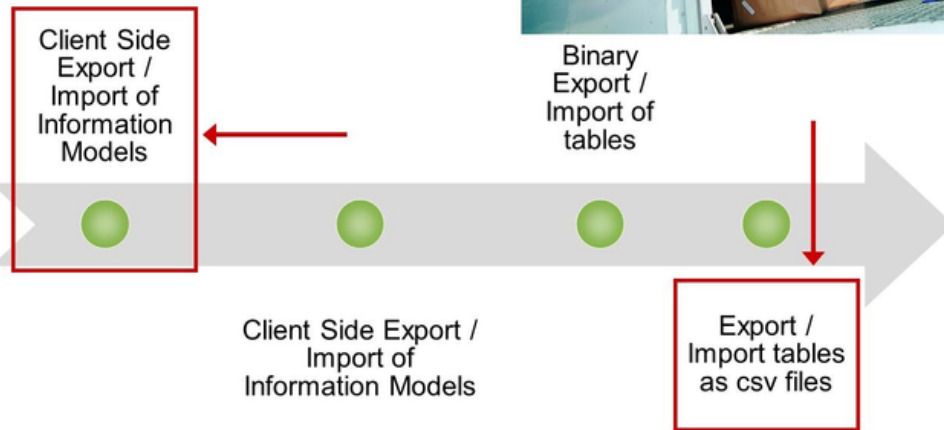 Client Side
Export /
Import of
Information
Models
Binary
Export /
Import of
tables
Client Side Export /
Import of
Information Models
Export /
Import tables
as csv files